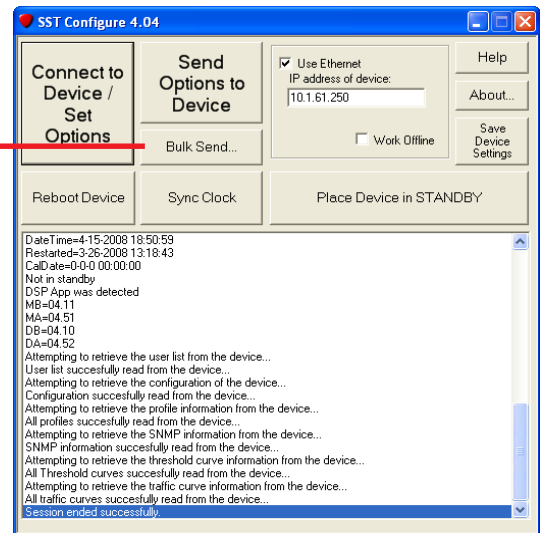 SST Configure 4.04
Connect to
Device /
Set
Options
Send
Options to
Device
Bulk Send...
Use Ethernet
IP address of device:
10.1.61.250
Work Offline
Help
About...
Save
Device
Settings
Reboot Device
Sync Clock
Place Device in STANDBY
DateTime=4-15-2008 18:50:59
Restarted=3-26-2008 13:18:43
CalDate=0-0-0 00:00:00
Not in standby
DSP App was detected
MB=04.11
MA=04.51
DB=04.10
DA=04.52
Attempting to retrieve the user list from the device...
User list succesfully read from the device...
Attempting to retrieve the configuration of the device...
Configuration succesfully read from the device...
Attempting to retrieve the profile information from the device...
All profiles succesfully read from the device...
Attempting to retrieve the SNMP information from the device...
SNMP information succesfully read from the device...
Attempting to retrieve the threshold curve information from the device...
All Threshold curves succesfully read from the device...
Attempting to retrieve the traffic curve information from the device...
All traffic curves succesfully read from the device...
Session ended successfully.